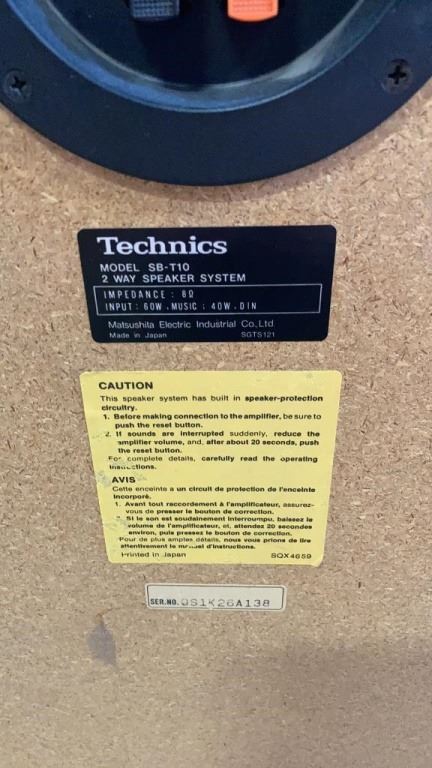 Technics
MODEL SB-T10
2 WAY SPEAKER SYSTEM
IMPEDANCE : 8Ω
INPUT : 60W . MUSIC ; 40W . DIN
Matsushita Electric Industrial Co., Ltd.
Made in Japan SGTS121
CAUTION
This speaker system has built in speaker-protection
circuitry.
1. Before making connection to the amplifier, be sure to
push the reset button.
2. If sounds are interrupted suddenly, reduce the
amplifier volume, and, after about 20 seconds, push
the reset button.
For complete details, carefully read the operating
instructions.
AVIS
Cette enceinte a un circuit de protection de l'enceinte
incorporé.
1. Avant tout raccordement à l'amplificateur, assurez-
vous de presser le bouton de correction.
Si le son est soudainement interrompu, baissez le
volume de l'amplificateur, et, attendez 20 secondes
environ, puis pressez le bouton de correction.
Pour de plus amples détails, nous vous prions de lire
attentivement le manuel d'instructions.
Printed in Japan SQX4659
SER.NO. 1K26A138